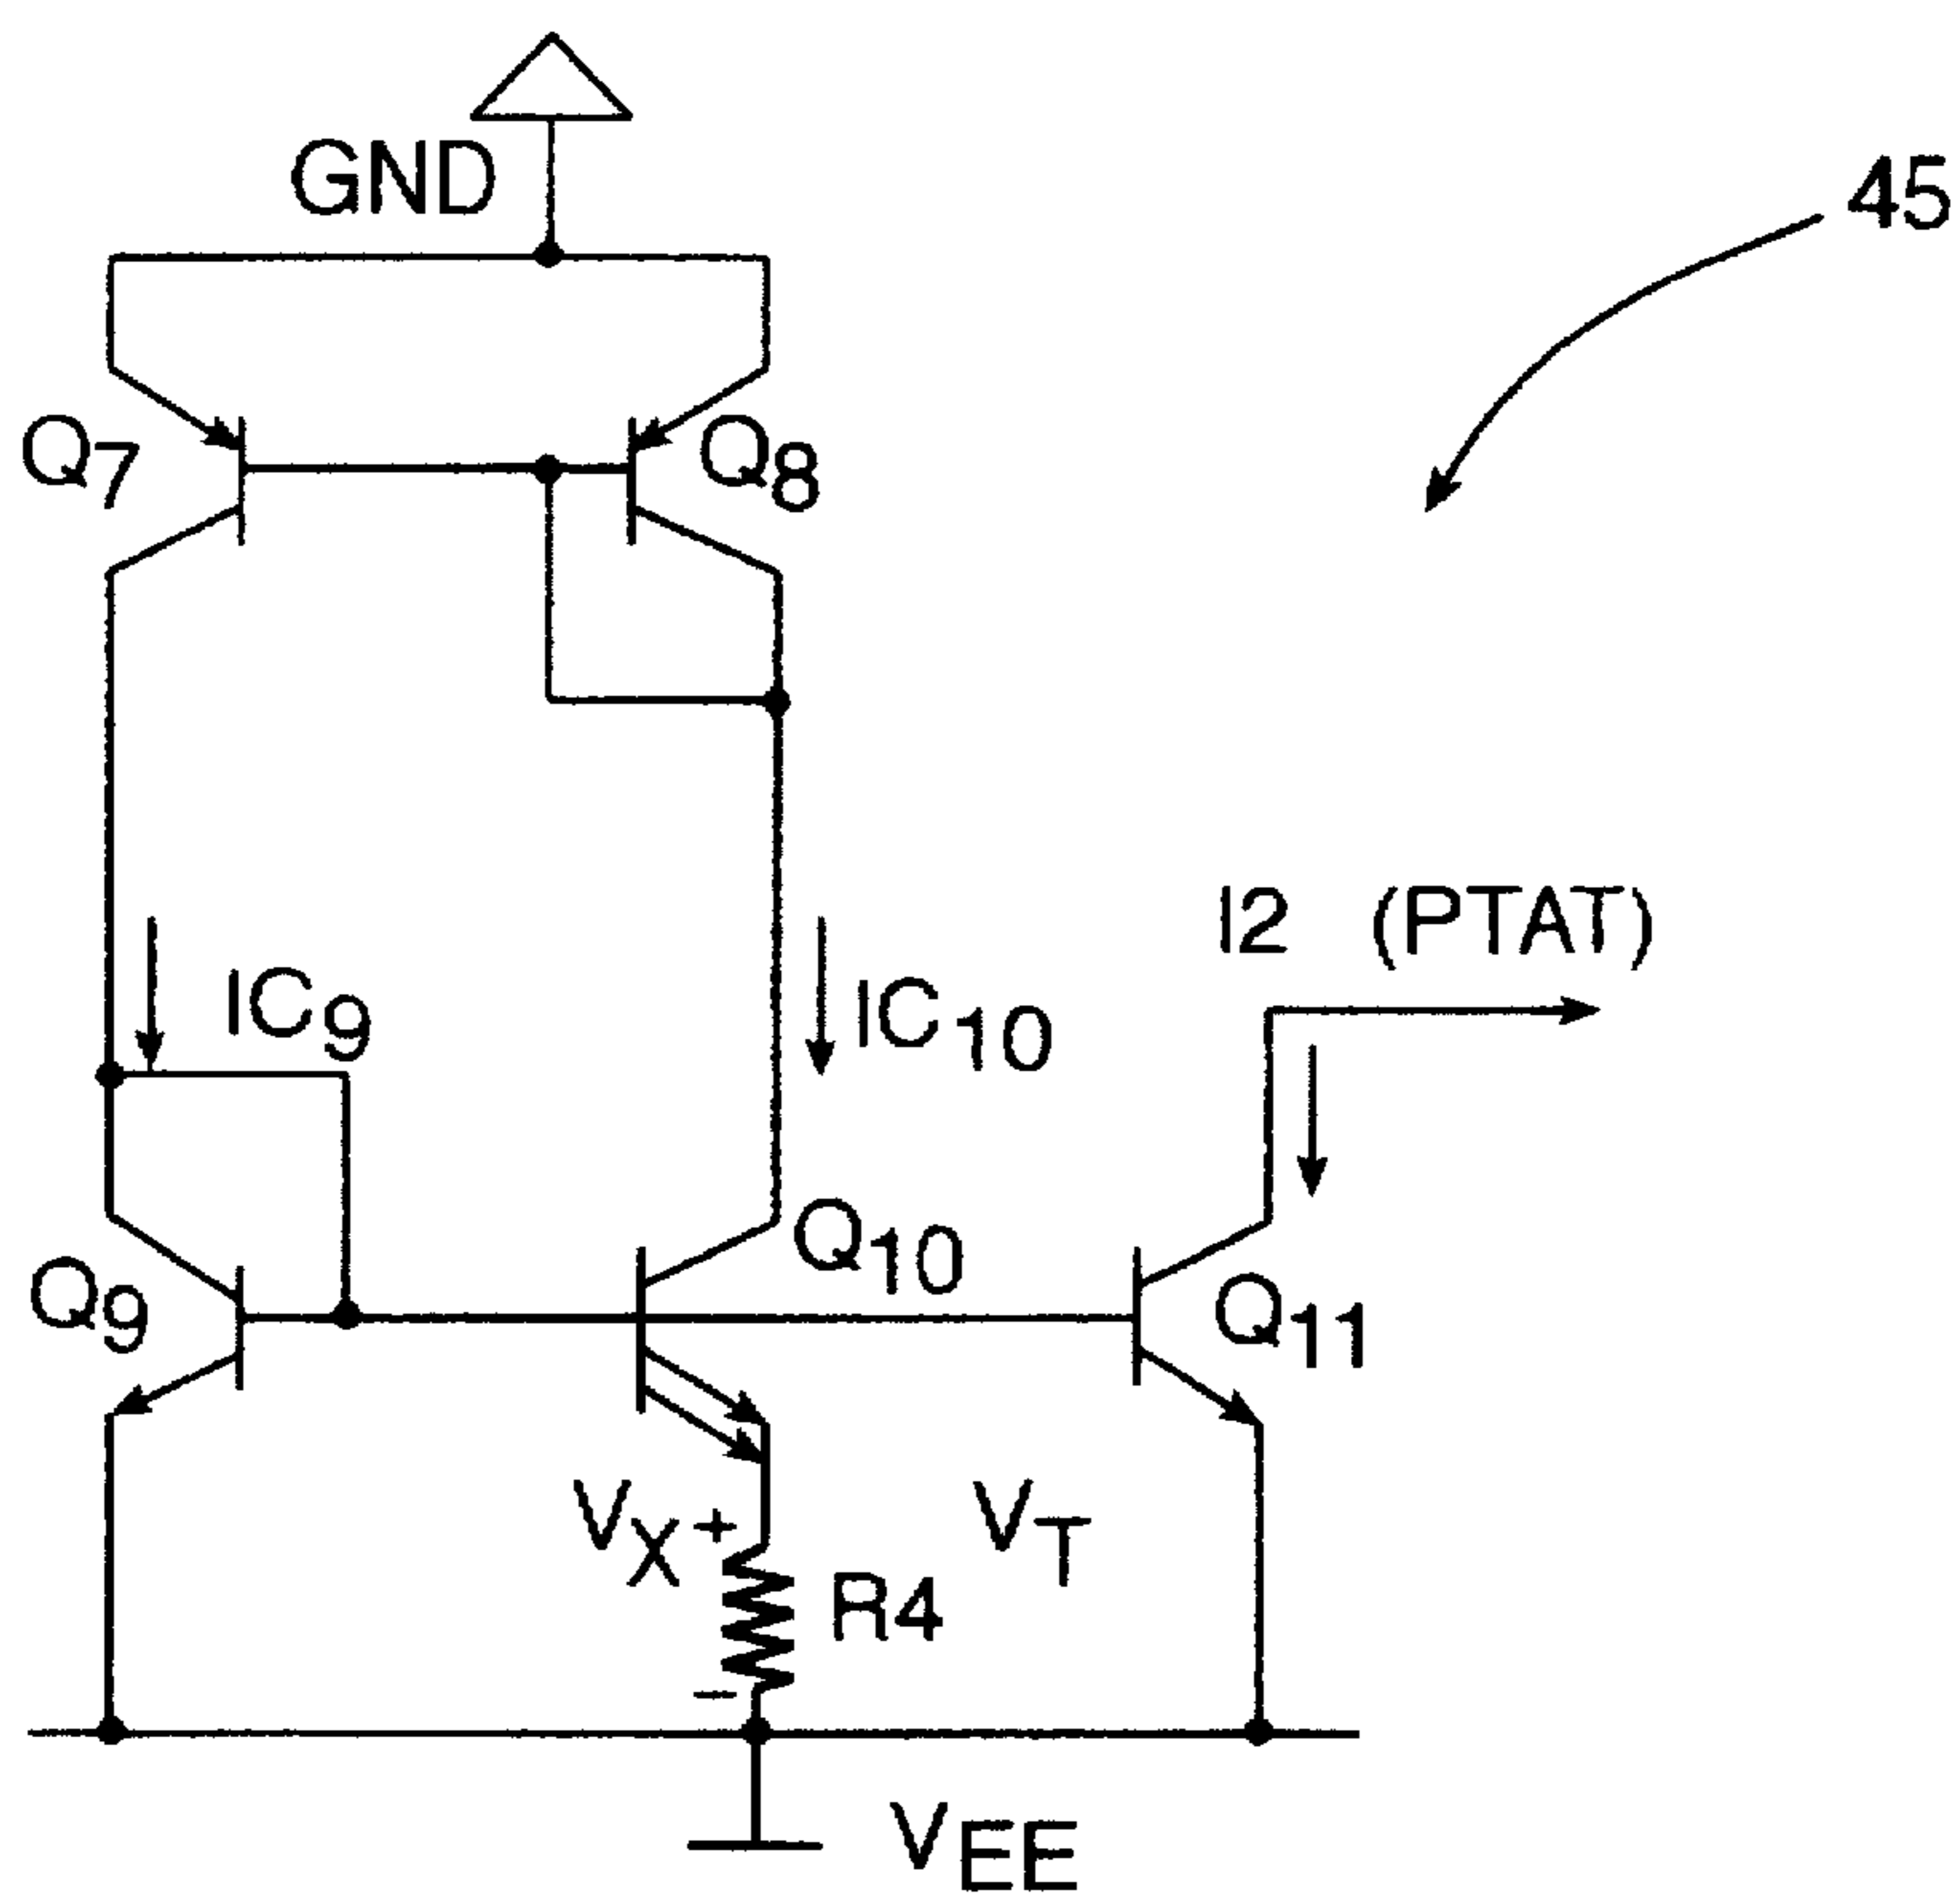 GND
45
Q7
Q8
I2 (PTAT)
IC9
IC10
Q9
Q10
Q11
VX
+
VT
R4
−
VEE